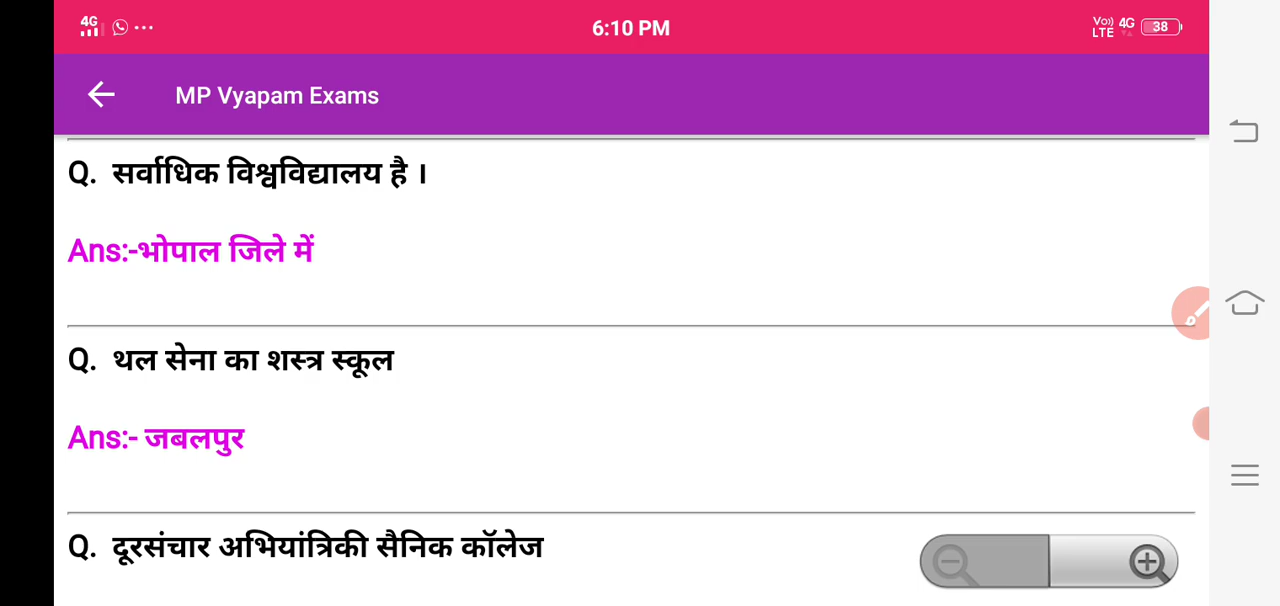 4G 6:10 PM Vo)) LTE 4G 38
MP Vyapam Exams
Q. सर्वाधिक विश्वविद्यालय है ।
Ans:-भोपाल जिले में
Q. थल सेना का शस्त्र स्कूल
Ans:- जबलपुर
Q. दूरसंचार अभियांत्रिकी सैनिक कॉलेज